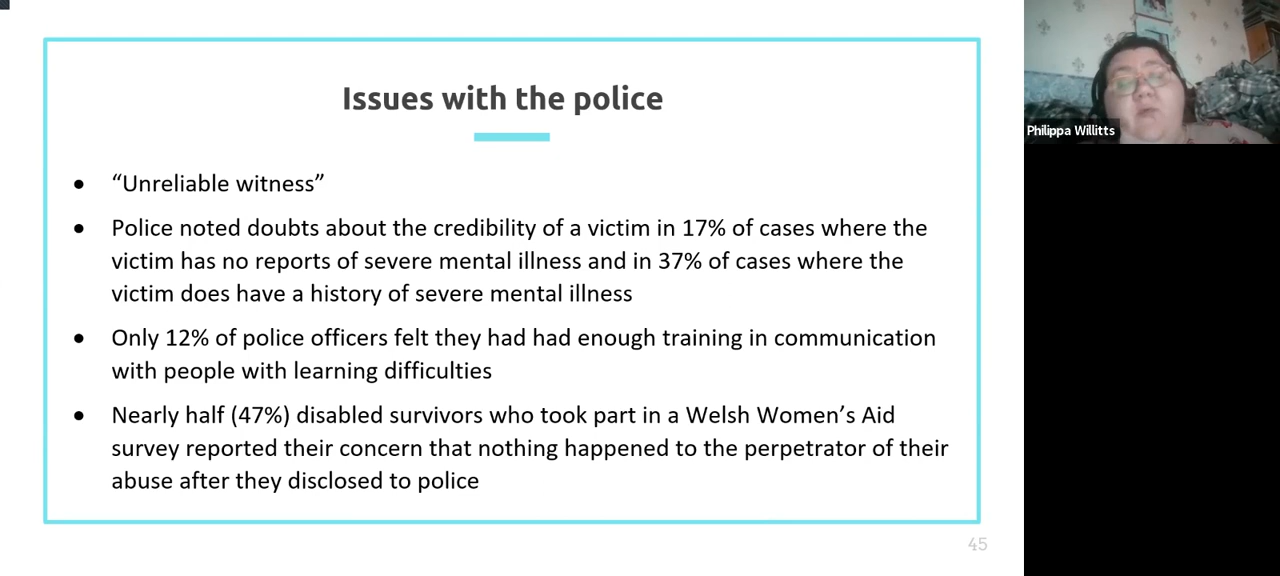 Issues with the police
● “Unreliable witness”
● Police noted doubts about the credibility of a victim in 17% of cases where the
victim has no reports of severe mental illness and in 37% of cases where the
victim does have a history of severe mental illness
● Only 12% of police officers felt they had had enough training in communication
with people with learning difficulties
● Nearly half (47%) disabled survivors who took part in a Welsh Women’s Aid
survey reported their concern that nothing happened to the perpetrator of their
abuse after they disclosed to police
45
Philippa Willitts